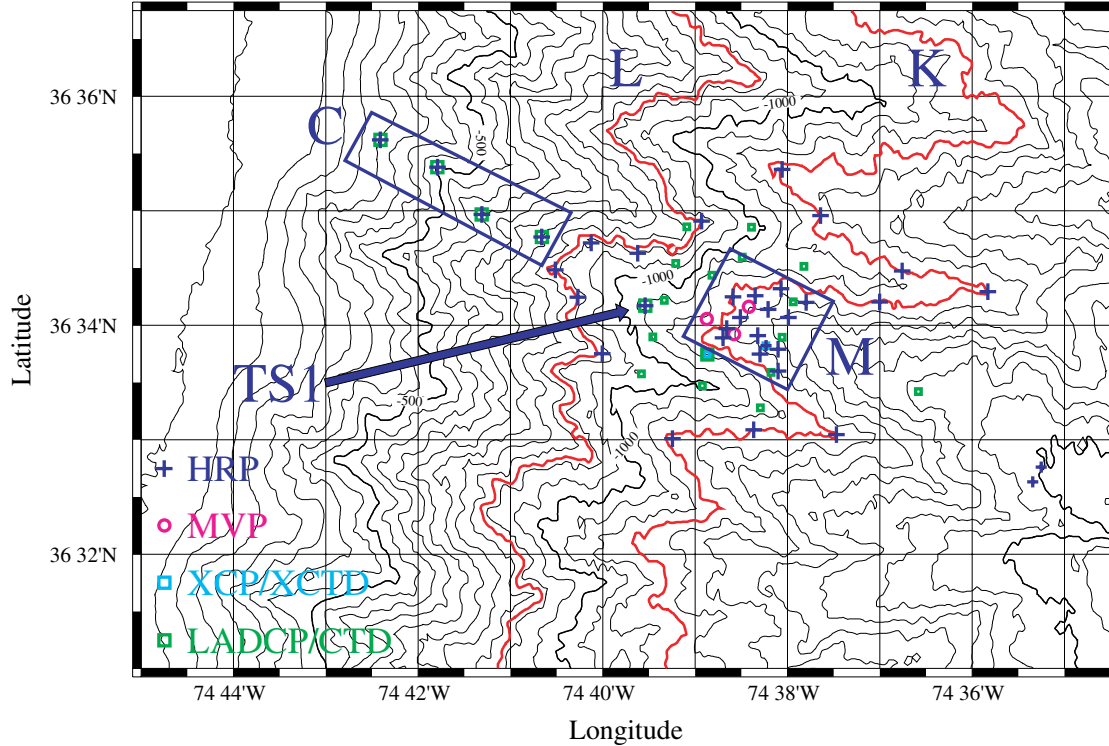 L
K
36 36'N
-1000
C
-500
-1000
36 34'N
Latitude
TS1
M
-500
-1000
HRP
MVP
36 32'N
XCP/XCTD
LADCP/CTD
74 44'W 74 42'W 74 40'W 74 38'W 74 36'W
Longitude